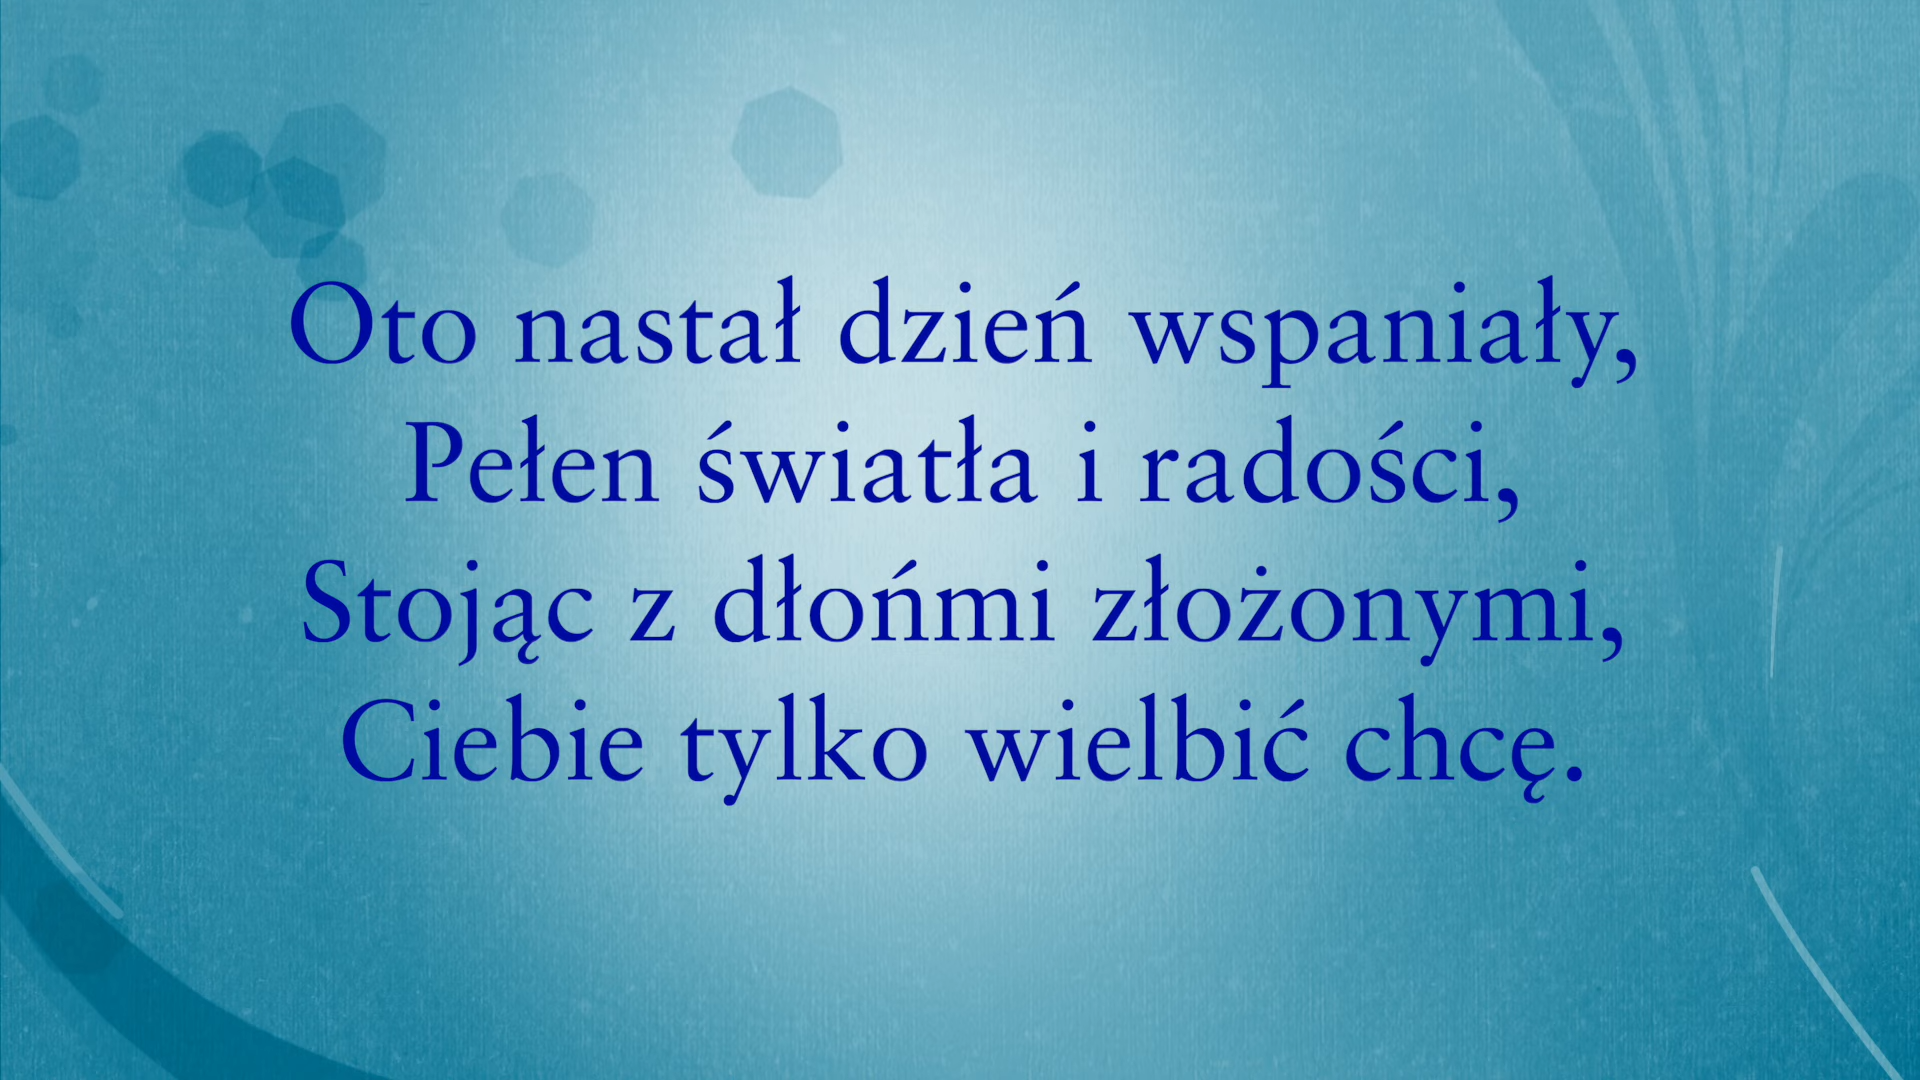 Oto nastał dzień wspaniały,
Pełen światła i radości,
Stojąc z dłońmi złożonymi,
Ciebie tylko wielbić chcę.